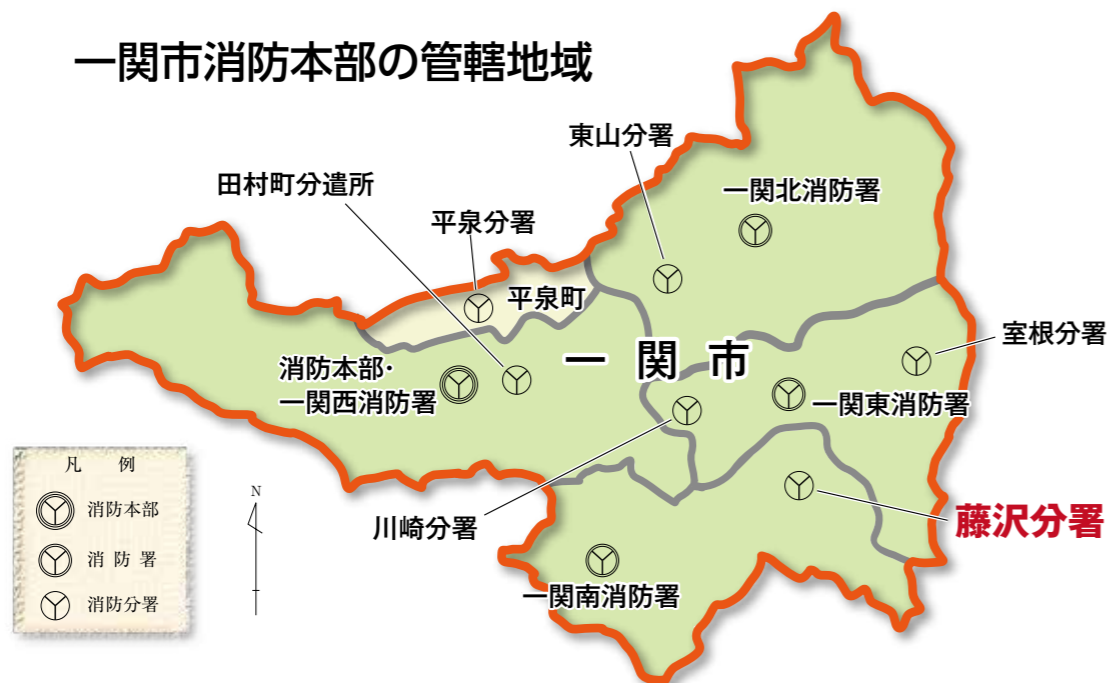 一関市消防本部の管轄地域
東山分署
田村町分遣所
一関北消防署
平泉分署
平泉町
室根分署
一関市
消防本部・
一関西消防署
一関東消防署
凡 例
消防本部
消 防 署
消防分署
N
川崎分署
藤沢分署
一関南消防署